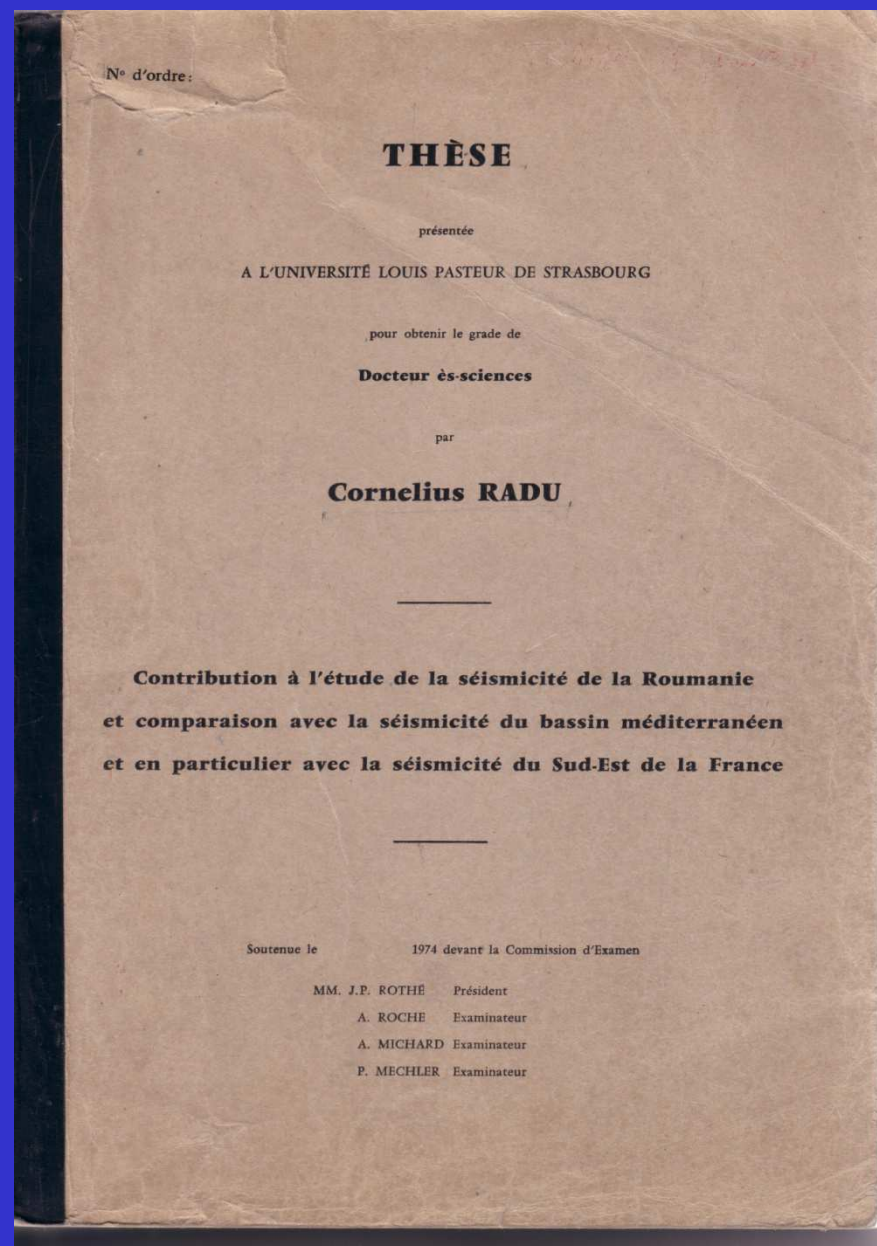 N° d'ordre:
THÈSE
présentée
A L'UNIVERSITÉ LOUIS PASTEUR DE STRASBOURG
pour obtenir le grade de
Docteur ès-sciences
par
Cornelius RADU
Contribution à l'étude de la séismicité de la Roumanie
et comparaison avec la séismicité du bassin méditerranéen
et en particulier avec la séismicité du Sud-Est de la France
Soutenue le 1974 devant la Commission d'Examen
MM. J.P. ROTHÉ Président
A. ROCHE Examinateur
A. MICHARD Examinateur
P. MECHLER Examinateur